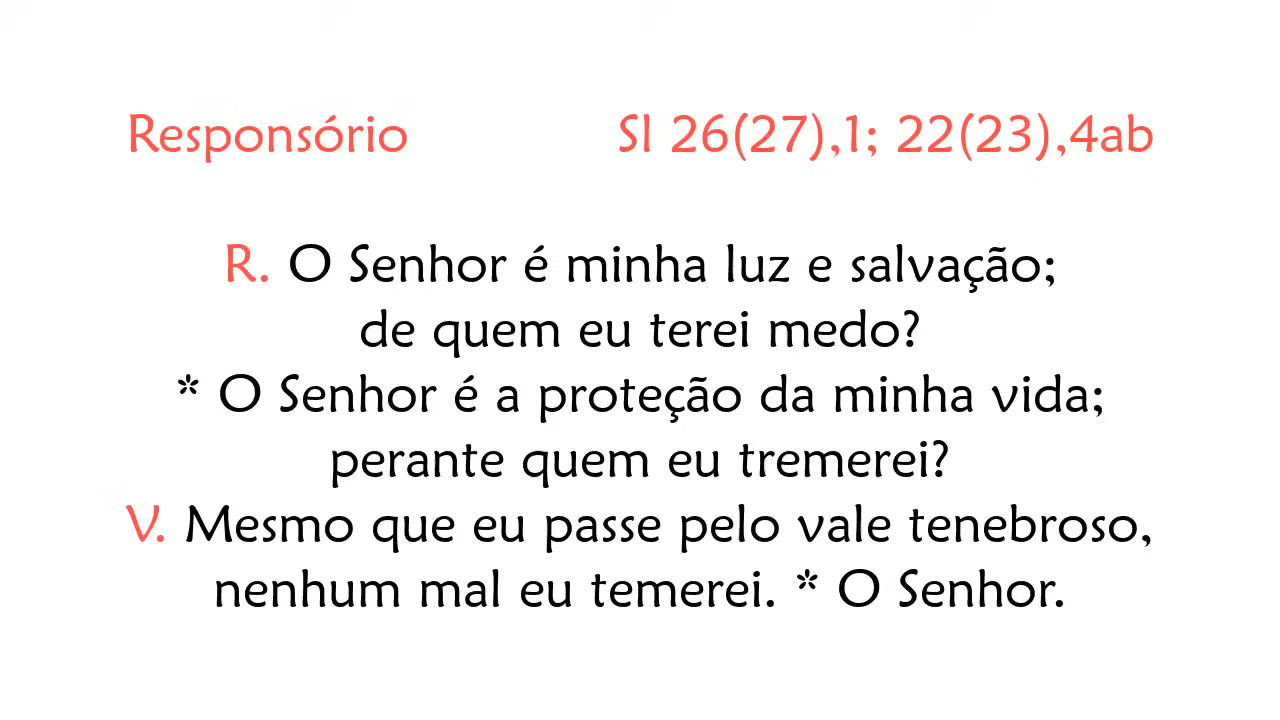 Responsório Sl 26(27),1; 22(23),4ab
R. O Senhor é minha luz e salvação;
de quem eu terei medo?
* O Senhor é a proteção da minha vida;
perante quem eu tremerei?
V. Mesmo que eu passe pelo vale tenebroso,
nenhum mal eu temerei. * O Senhor.